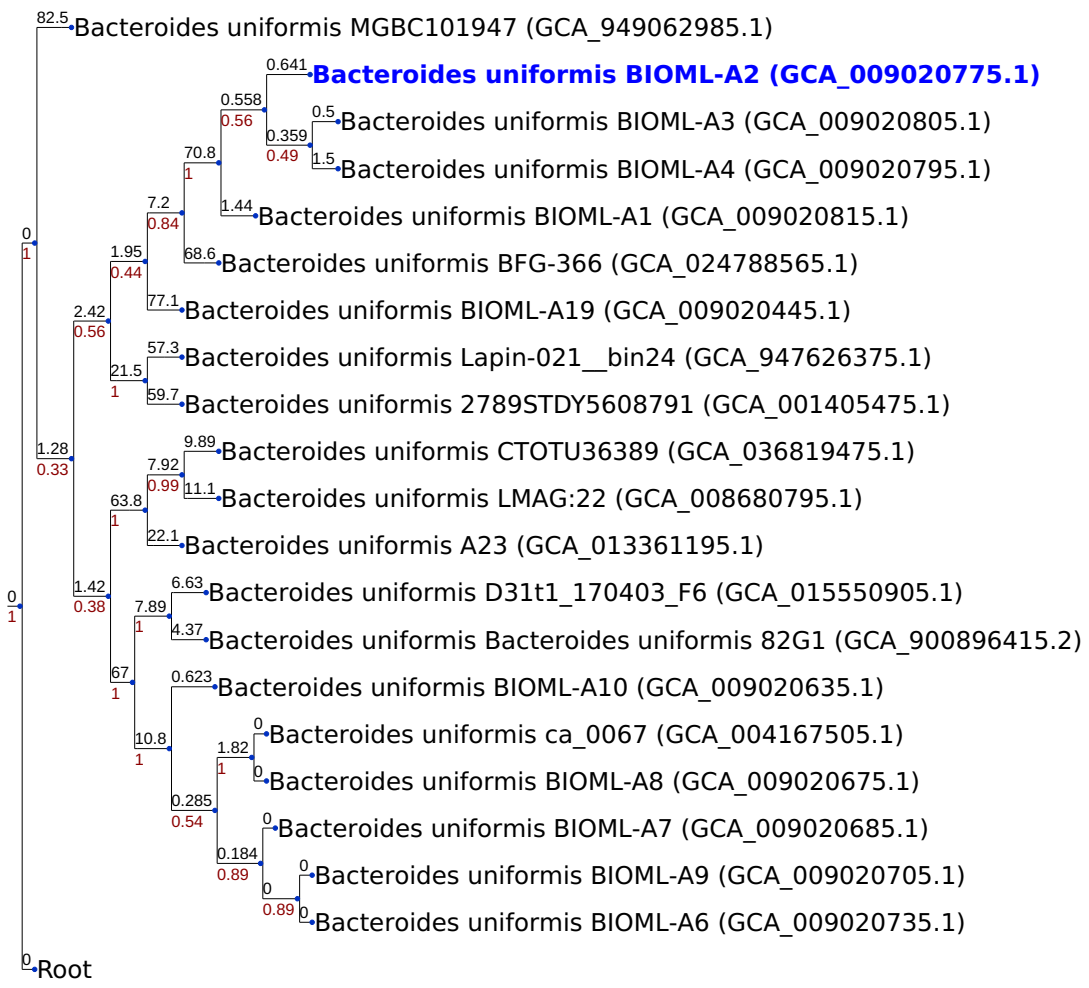 82.5 Bacteroides uniformis MGBC101947 (GCA_949062985.1)
0.641 Bacteroides uniformis BIOML-A2 (GCA_009020775.1)
0.558
0.56
0.5 Bacteroides uniformis BIOML-A3 (GCA_009020805.1)
0.359
0.49
70.8
1
1.5 Bacteroides uniformis BIOML-A4 (GCA_009020795.1)
7.2
0.84
1.44 Bacteroides uniformis BIOML-A1 (GCA_009020815.1)
0
1
1.95
0.44
68.6 Bacteroides uniformis BFG-366 (GCA_024788565.1)
2.42
0.56
77.1 Bacteroides uniformis BIOML-A19 (GCA_009020445.1)
57.3 Bacteroides uniformis Lapin-021__bin24 (GCA_947626375.1)
21.5
1
59.7 Bacteroides uniformis 2789STDY5608791 (GCA_001405475.1)
1.28
0.33
9.89 Bacteroides uniformis CTOTU36389 (GCA_036819475.1)
7.92
0.99
11.1 Bacteroides uniformis LMAG:22 (GCA_008680795.1)
63.8
1
22.1 Bacteroides uniformis A23 (GCA_013361195.1)
1.42
0.38
0
1
6.63 Bacteroides uniformis D31t1_170403_F6 (GCA_015550905.1)
7.89
1
4.37 Bacteroides uniformis Bacteroides uniformis 82G1 (GCA_900896415.2)
67
1
0.623 Bacteroides uniformis BIOML-A10 (GCA_009020635.1)
10.8
1
0 Bacteroides uniformis ca_0067 (GCA_004167505.1)
1.82
1
0 Bacteroides uniformis BIOML-A8 (GCA_009020675.1)
0.285
0.54
0 Bacteroides uniformis BIOML-A7 (GCA_009020685.1)
0.184
0.89
0 Bacteroides uniformis BIOML-A9 (GCA_009020705.1)
0
0.89
0 Bacteroides uniformis BIOML-A6 (GCA_009020735.1)
0 Root